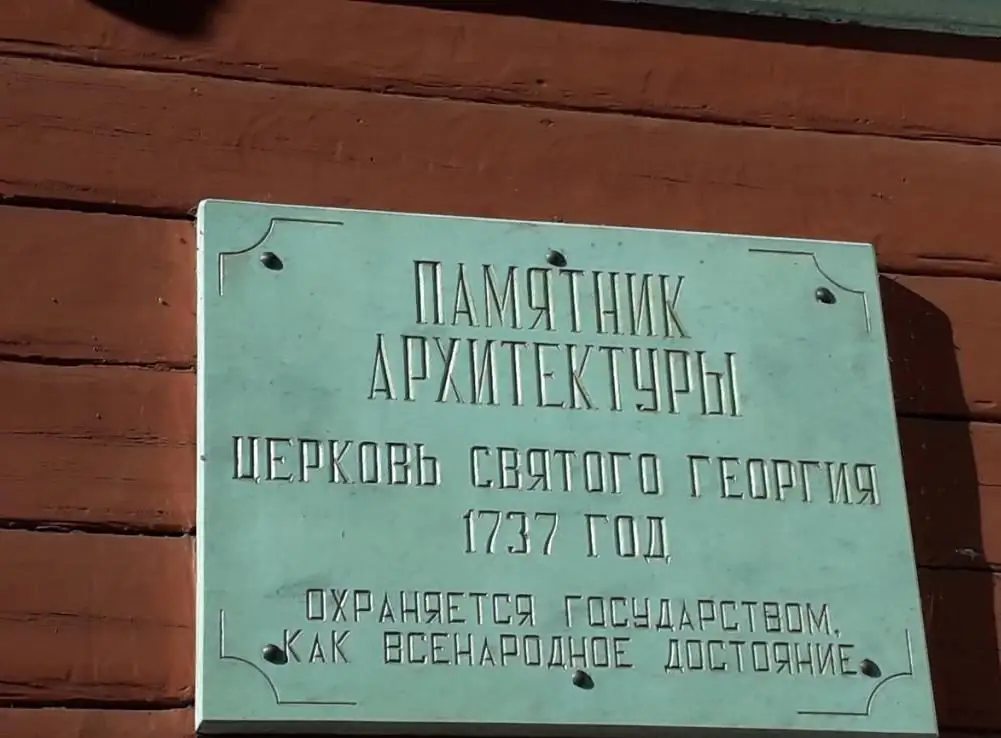 ПАМЯТНИК
АРХИТЕКТУРЫ
ЦЕРКОВЬ СВЯТОГО ГЕОРГИЯ
1737 ГОД
ОХРАНЯЕТСЯ ГОСУДАРСТВОМ,
КАК ВСЕНАРОДНОЕ ДОСТОЯНИЕ